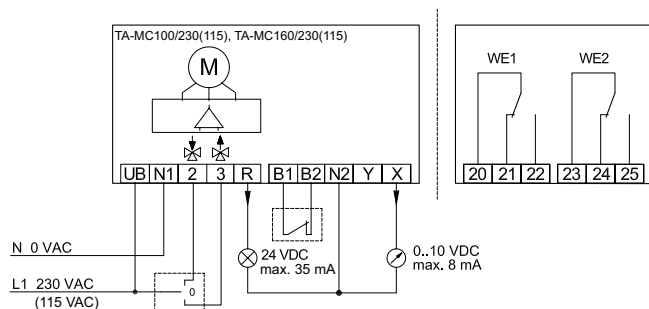 TA-MC100/230(115), TA-MC160/230(115)
M
WE1 WE2
UB N1 2 3 R B1 B2 N2 Y X
20 21 22 23 24 25
N 0 VAC
24 VDC
max. 35 mA
0..10 VDC
max. 8 mA
L1 230 VAC
(115 VAC)
0